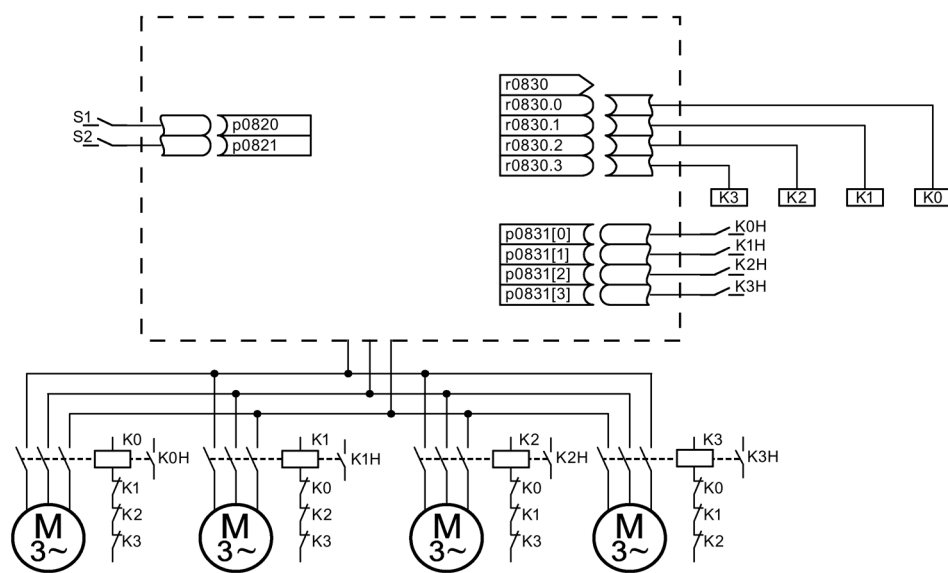 r0830
r0830.0
r0830.1
r0830.2
r0830.3
S1
S2
p0820
p0821
K3
K2
K1
K0
p0831[0]
p0831[1]
p0831[2]
p0831[3]
K0H
K1H
K2H
K3H
K0
K0H
K1
K2
K3
M
3~
K1
K1H
K0
K2
K3
M
3~
K2
K2H
K0
K1
K3
M
3~
K3
K3H
K0
K1
K2
M
3~